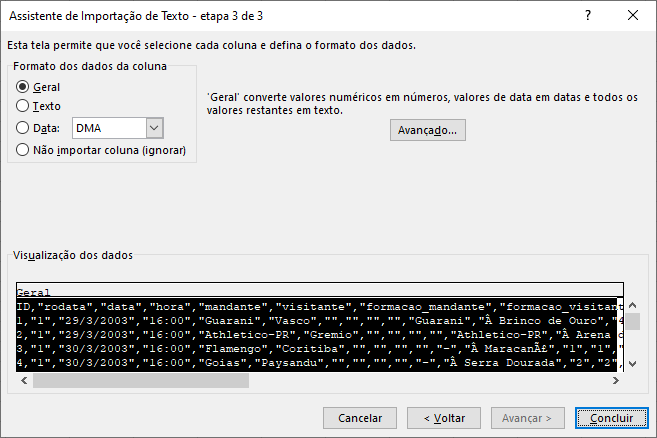 Assistente de Importação de Texto - etapa 3 de 3
?
Esta tela permite que você selecione cada coluna e defina o formato dos dados.
Formato dos dados da coluna
Geral
Texto
Data: DMA
Não importar coluna (ignorar)
'Geral' converte valores numéricos em números, valores de data em datas e todos os
valores restantes em texto.
Avançado...
Visualização dos dados
Geral
ID,"rodata","data","hora","mandante","visitante","formacao_mandante","formacao_visitant
1,"1","29/3/2003","16:00","Guarani","Vasco","","","","","Guarani","Â Brinco de Ouro","4
2,"1","29/3/2003","16:00","Athletico-PR","Gremio","","","","","Athletico-PR","Â Arena d
3,"1","30/3/2003","16:00","Flamengo","Coritiba","","","","","-","Â MaracanÃ£","1","1","
4,"1","30/3/2003","16:00","Goias","Paysandu","","","","","-","Â Serra Dourada","2","2",
Cancelar
< Voltar
Avançar >
Concluir